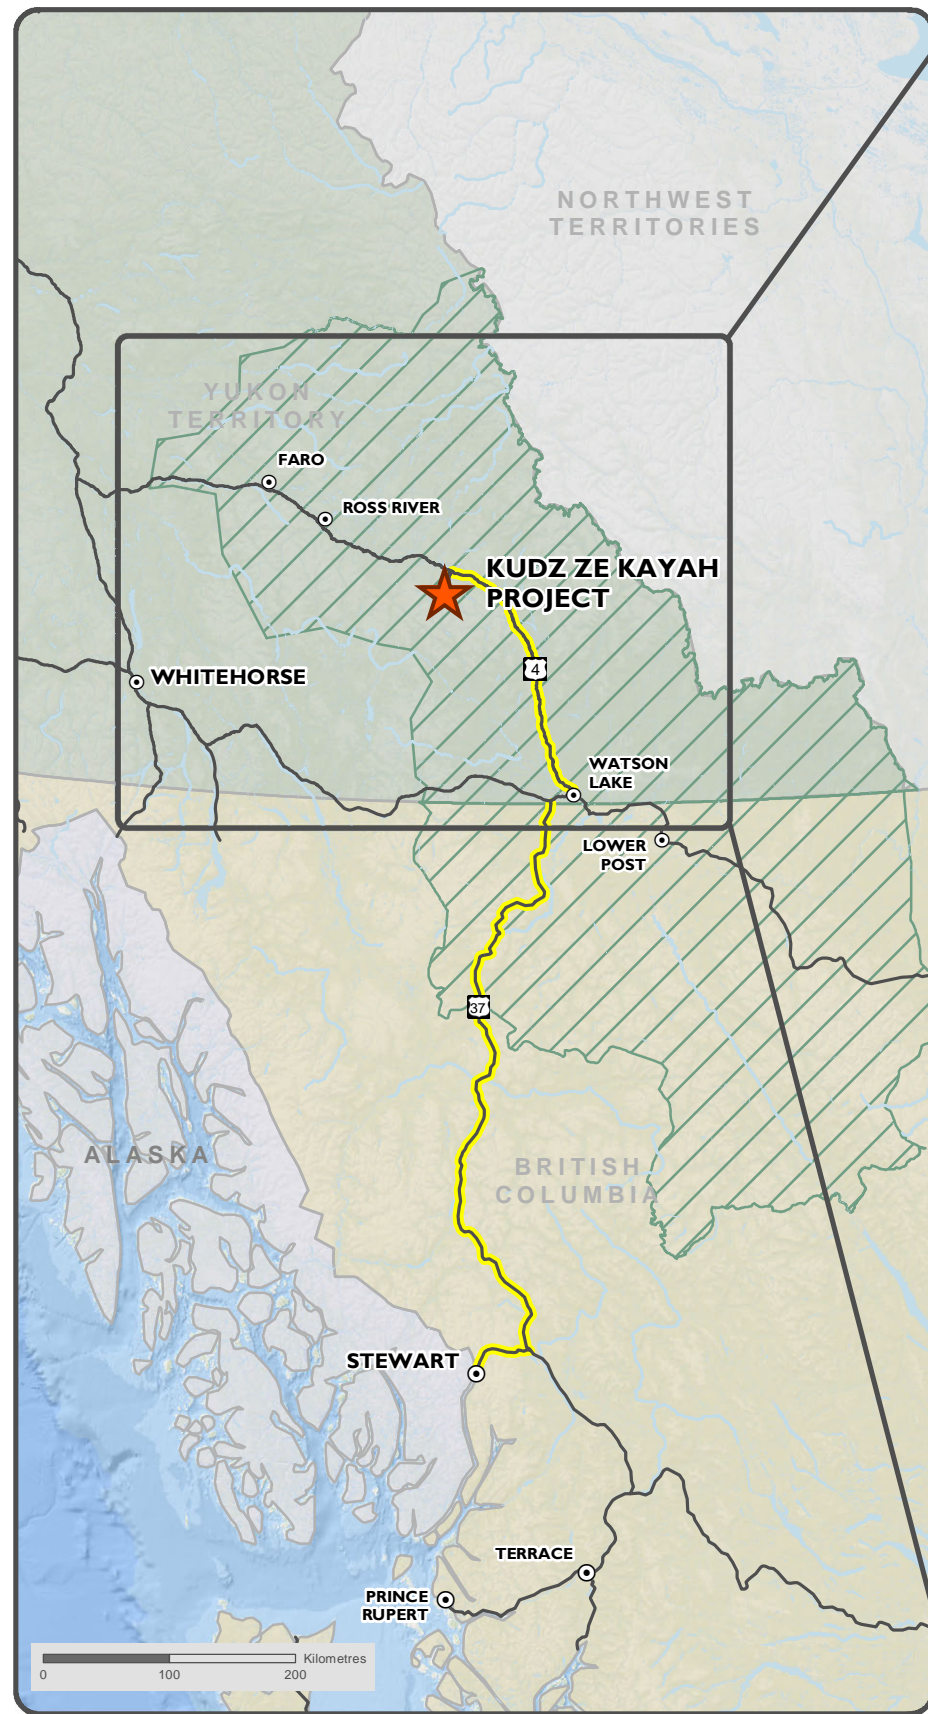 NORTHWEST
TERRITORIES
YUKON
TERRITORY
FARO
ROSS RIVER
KUDZ ZE KAYAH
PROJECT
4
WHITEHORSE
WATSON
LAKE
LOWER
POST
37
ALASKA
BRITISH
COLUMBIA
STEWART
TERRACE
PRINCE
RUPERT
Kilometres
0 100 200